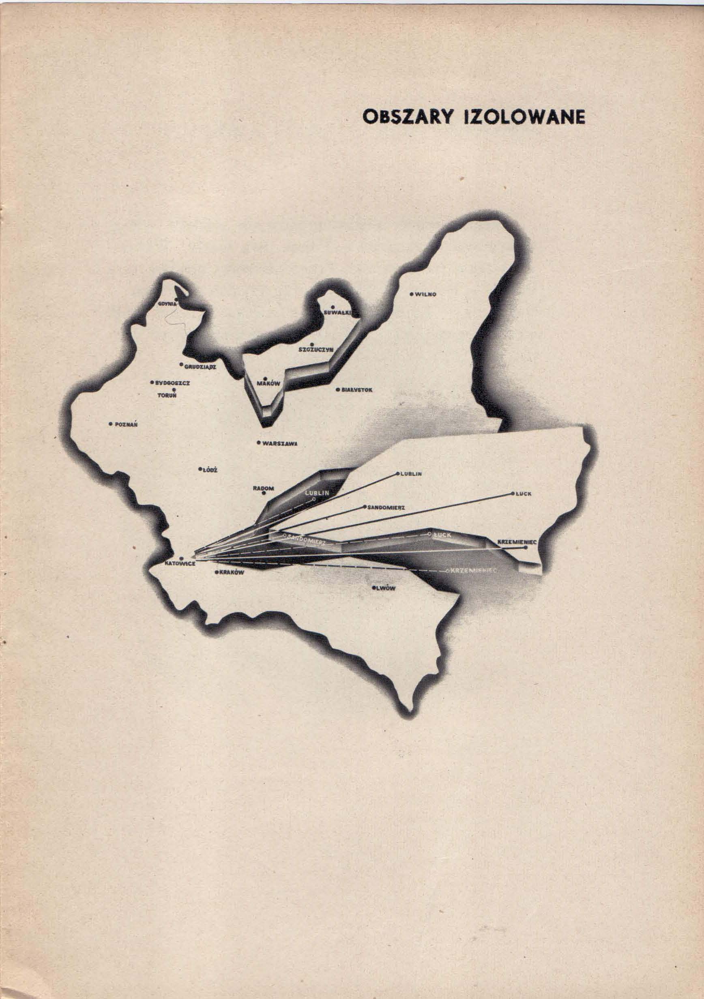 OBSZARY IZOLOWANE
WILNO
GDYNIA
SUWAŁKI
SZCZUCZYN
GRUDZIĄDZ
BYDGOSZCZ
MAKÓW
BIAŁYSTOK
TORUŃ
POZNAŃ
WARSZAWA
ŁÓDŹ
LUBLIN
RADOM
LUBLIN
ŁUCK
SANDOMIERZ
ŁUCK
SANDOMIERZ
KRZEMIENIEC
KATOWICE
KRAKÓW
KRZEMIENIEC
LWÓW